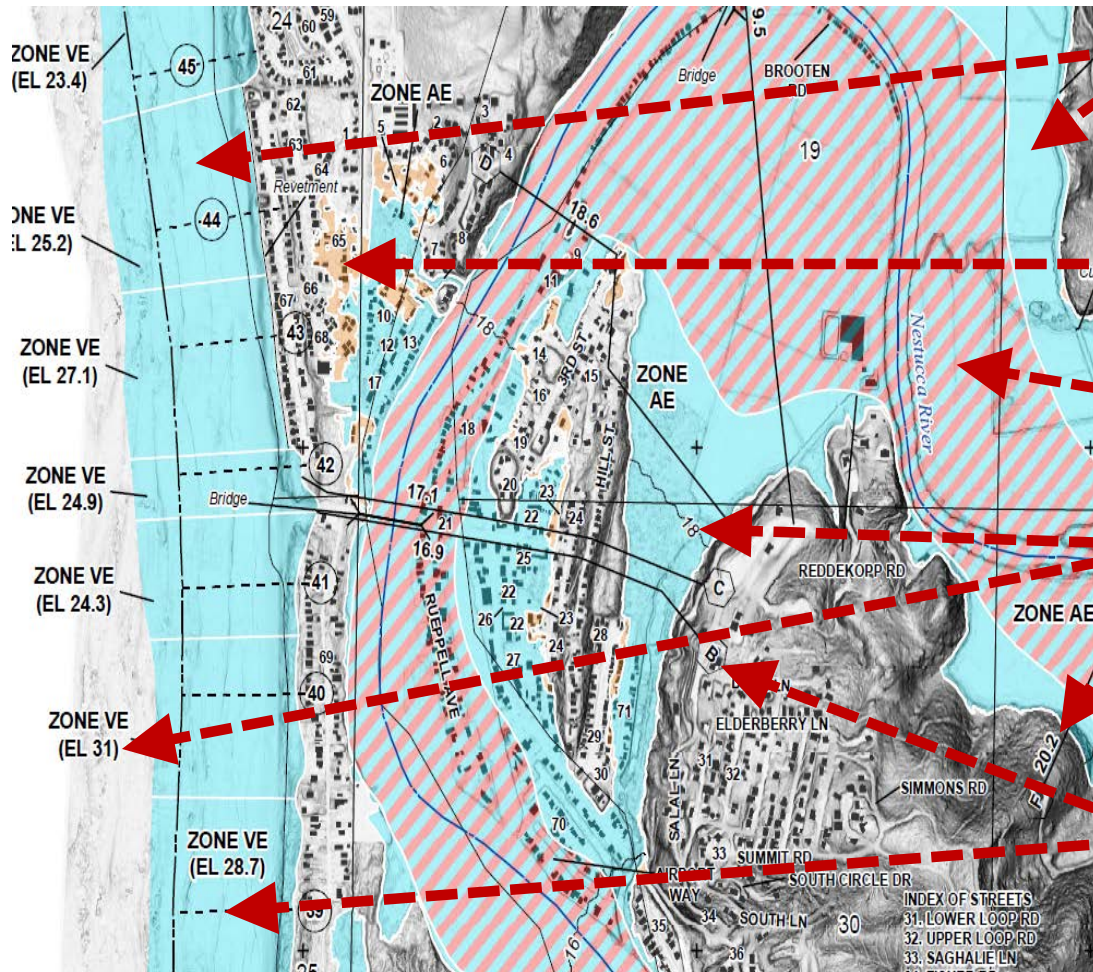 24
59
60
61
ZONE VE
(EL 23.4)
45
9.5
Bridge
BROOTEN
RD
ZONE AE
62
1
2
3
4
5
6
63
64
D
19
Revetment
ZONE VE
EL 25.2)
44
18.6
65
7
8
9
66
67
68
43
10
11
12
13
18
14
3RD ST
15
16
17
18
19
ZONE
AE
Nestucca River
ZONE VE
(EL 27.1)
HILL ST
42
ZONE VE
(EL 24.9)
Bridge
17.1
21
16.9
20
22
23
24
25
18
C
REDDEKOPP RD
ZONE VE
(EL 24.3)
41
22
26
22
23
24
27
28
RUEPPELL AVE
ZONE AE
69
40
B
LN
ELDERBERRY LN
71
29
30
31
32
ZONE VE
(EL 31)
20.2
F
SALAL LN
SIMMONS RD
ZONE VE
(EL 28.7)
70
33
SUMMIT RD
AIRPORT
WAY
SOUTH CIRCLE DR
39
34
SOUTH LN
35
36
30
16
25
INDEX OF STREETS
31. LOWER LOOP RD
32. UPPER LOOP RD
33. SAGHALIE LN